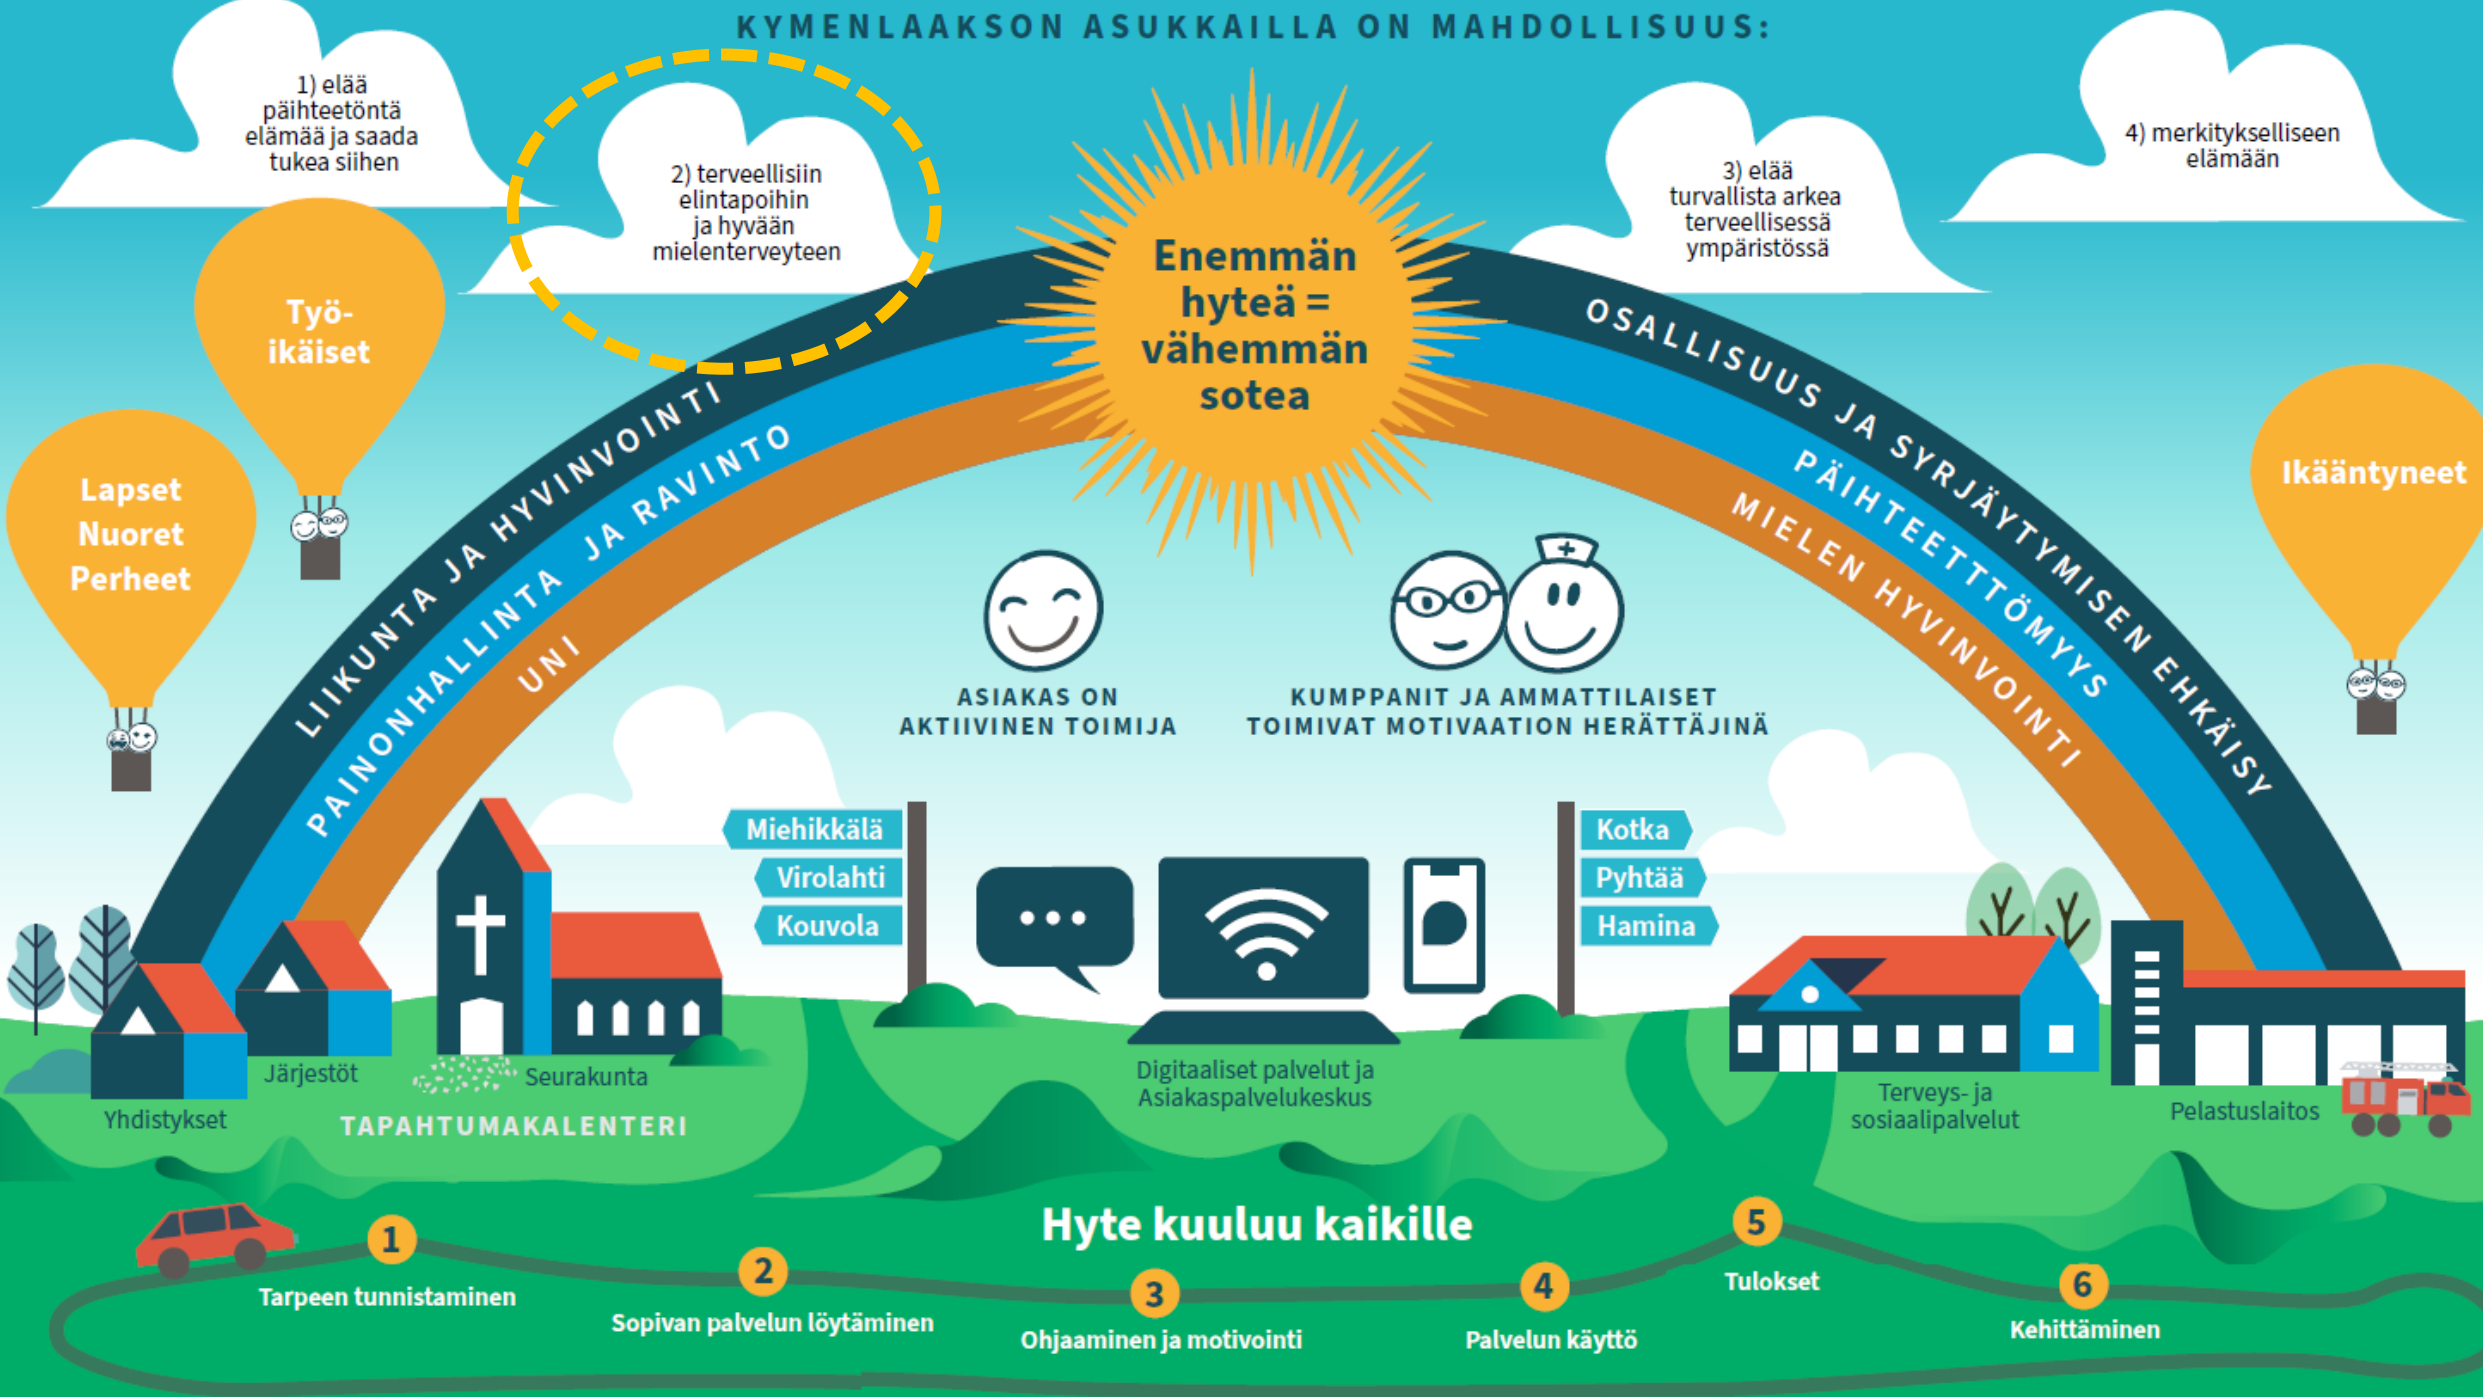 KYMENLAAKSON ASUKKAILLA ON MAHDOLLISUUS:
1) elää
päihteetöntä
elämää ja saada
tukea siihen
2) terveellisiin
elintapoihin
ja hyvään
mielenterveyteen
3) elää
turvallista arkea
terveellisessä
ympäristössä
4) merkitykselliseen
elämään
Työ-
ikäiset
Lapset
Nuoret
Perheet
Enemmän
hyteä =
vähemmän
sotea
Ikääntyneet
LIIKUNTA JA HYVINVOINTI
PAINONHALLINTA JA RAVINTO
UNI
OSALLISUUS JA SYRJÄYTYMISEN EHKÄISY
PÄIHTEETTTÖMYYS
MIELEN HYVINVOINTI
ASIAKAS ON
AKTIIVINEN TOIMIJA
KUMPPANIT JA AMMATTILAISET
TOIMIVAT MOTIVAATION HERÄTTÄJINÄ
Miehikkälä
Virolahti
Kouvola
Kotka
Pyhtää
Hamina
Järjestöt
Yhdistykset
Seurakunta
TAPAHTUMAKALENTERI
Digitaaliset palvelut ja
Asiakaspalvelukeskus
Terveys- ja
sosiaalipalvelut
Pelastuslaitos
Hyte kuuluu kaikille
1
Tarpeen tunnistaminen
2
Sopivan palvelun löytäminen
3
Ohjaaminen ja motivointi
4
Palvelun käyttö
5
Tulokset
6
Kehittäminen